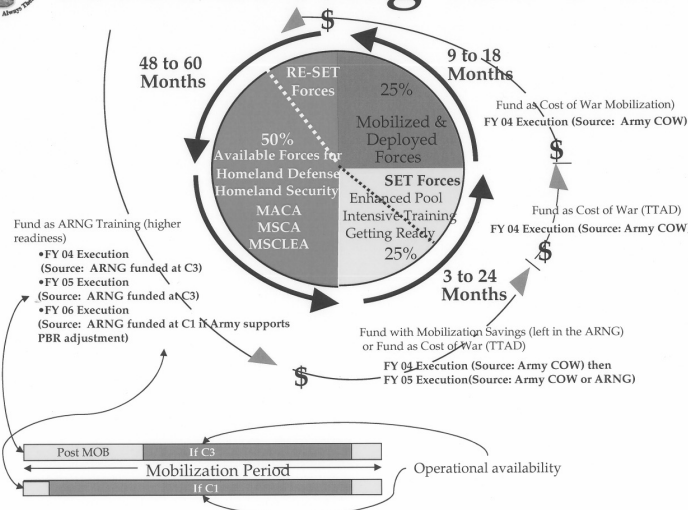 Always The
$
48 to 60
Months
9 to 18
Months
RE-SET
Forces
25%
Mobilized &
Deployed
Forces
50%
Available Forces for
Homeland Defense
Homeland Security
MACA
MSCA
MSCLEA
SET Forces
Enhanced Pool
Intensive Training
Getting Ready
25%
Fund as Cost of War Mobilization)
FY 04 Execution (Source: Army COW)
$
Fund as Cost of War (TTAD)
FY 04 Execution (Source: Army COW
$
3 to 24
Months
Fund as ARNG Training (higher
readiness)
•FY 04 Execution
(Source: ARNG funded at C3)
•FY 05 Execution
(Source: ARNG funded at C3)
•FY 06 Execution
(Source: ARNG funded at C1 if Army supports
PBR adjustment)
Fund with Mobilization Savings (left in the ARNG)
or Fund as Cost of War (TTAD)
FY 04 Execution (Source: Army COW) then
FY 05 Execution(Source: Army COW or ARNG)
$
Post MOB
If C3
Mobilization Period
If C1
Operational availability